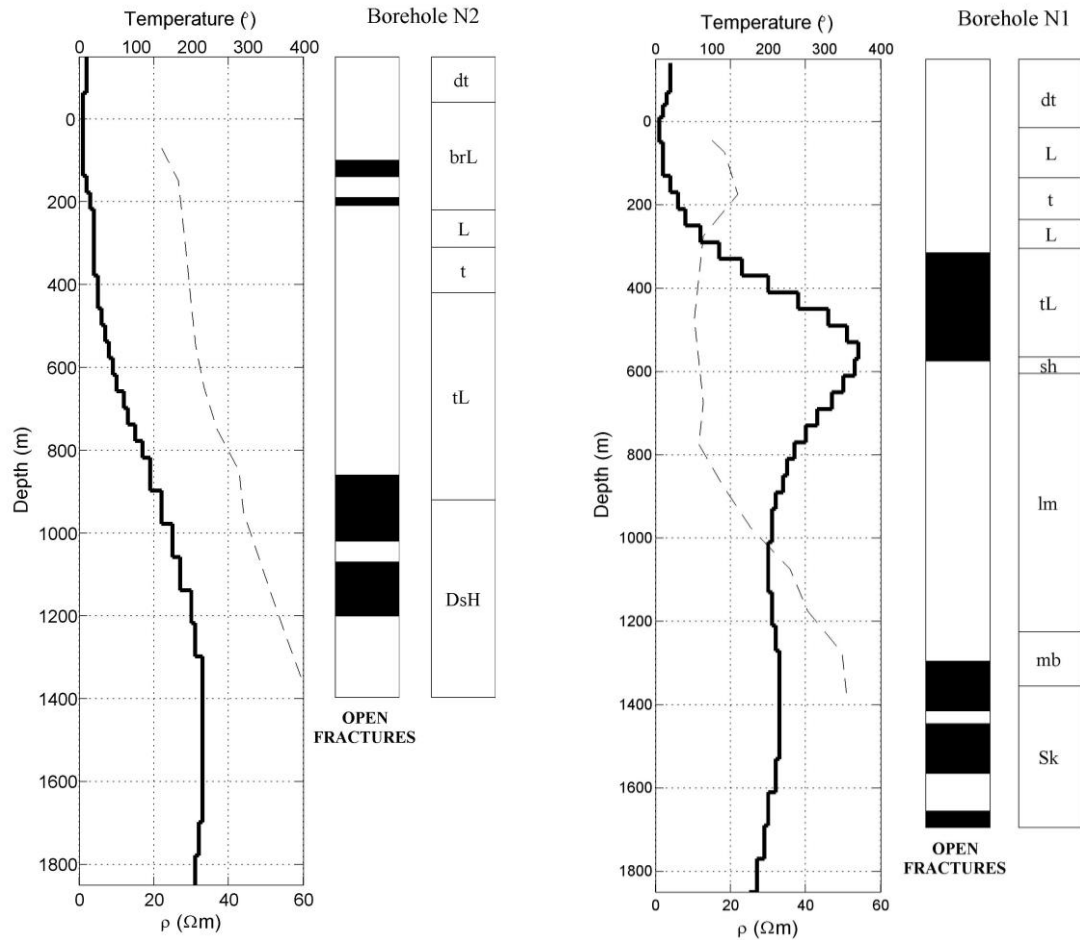 Temperature (º)
Borehole N2
0 100 200 300 400
Depth (m)
0
200
400
600
800
1000
1200
1400
1600
1800
0 20 40 60
ρ (Ωm)
OPEN
FRACTURES
dt
brL
L
t
tL
DsH
Temperature (º)
Borehole N1
0 100 200 300 400
Depth (m)
0
200
400
600
800
1000
1200
1400
1600
1800
0 20 40 60
ρ (Ωm)
OPEN
FRACTURES
dt
L
t
L
tL
sh
lm
mb
Sk